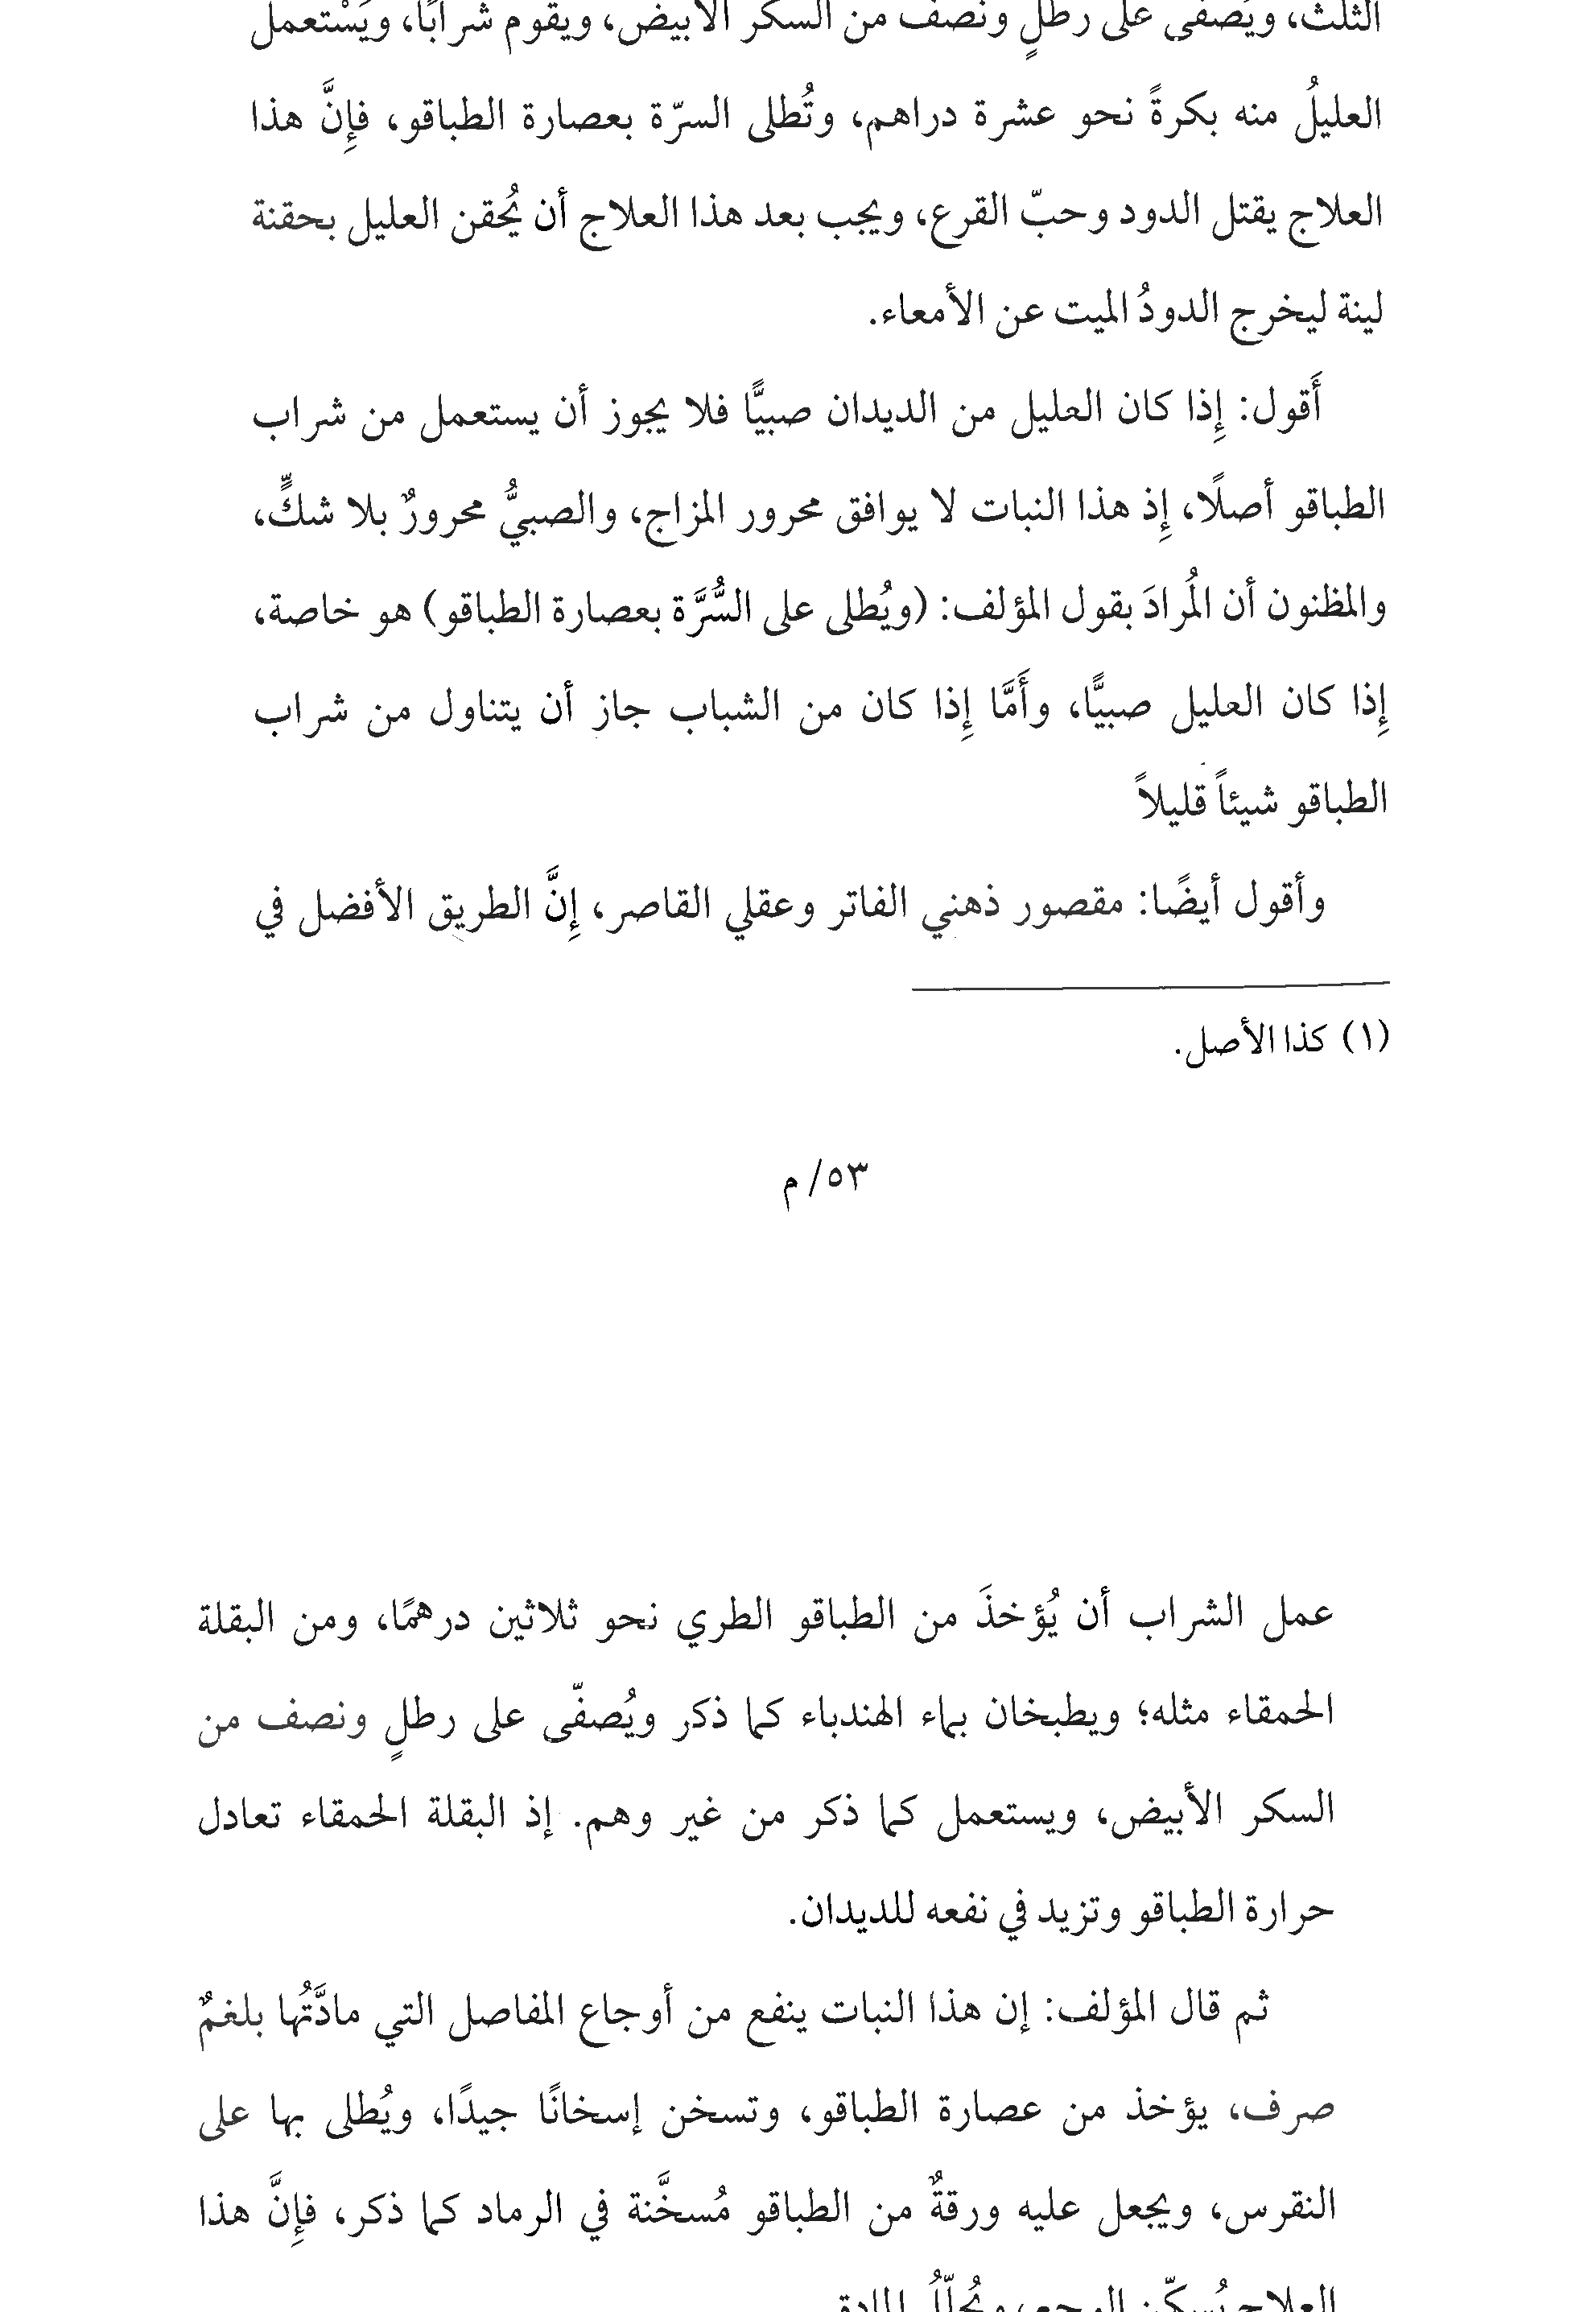 الثلث، ويُصفّى على رطلٍ ونصف من السكر الأبيض، ويقوم شرابًا، ويَسْتعمل
العليلُ منه بكرةً نحو عشرة دراهم، وتُطلى السرّة بعصارة الطباقو، فإِنَّ هذا
العلاج يقتل الدود وحبّ القرع، ويجب بعد هذا العلاج أن يُحقن العليل بحقنة
لينة ليخرج الدودُ الميت عن الأمعاء.
أَقول: إِذا كان العليل من الديدان صبيًّا فلا يجوز أن يستعمل من شراب
الطباقو أصلًا، إِذ هذا النبات لا يوافق محرور المزاج، والصبيُّ محرورٌ بلا شكٍّ،
والمظنون أن المُرادَ بقول المؤلف: (ويُطلى على السُّرَّة بعصارة الطباقو) هو خاصة،
إِذا كان العليل صبيًّا، وأَمَّا إِذا كان من الشباب جاز أن يتناول من شراب
الطباقو شيئاً قليلاً
وأقول أيضًا: مقصور ذهني الفاتر وعقلي القاصر، إِنَّ الطريق الأفضل في
(١) كذا الأصل.
٥٣/ م
عمل الشراب أن يُؤخذَ من الطباقو الطري نحو ثلاثين درهمًا، ومن البقلة
الحمقاء مثله؛ ويطبخان بماء الهندباء كما ذكر ويُصفّى على رطلٍ ونصف من
السكر الأبيض، ويستعمل كما ذكر من غير وهم. إذ البقلة الحمقاء تعادل
حرارة الطباقو وتزيد في نفعه للديدان.
ثم قال المؤلف: إن هذا النبات ينفع من أوجاع المفاصل التي مادَّتُها بلغمٌ
صرف، يؤخذ من عصارة الطباقو، وتسخن إسخانًا جيدًا، ويُطلى بها على
النقرس، ويجعل عليه ورقةٌ من الطباقو مُسخَّنة في الرماد كما ذكر، فإِنَّ هذا
العلاج يُسكّن الوجع، ويُحلّلُ المادة